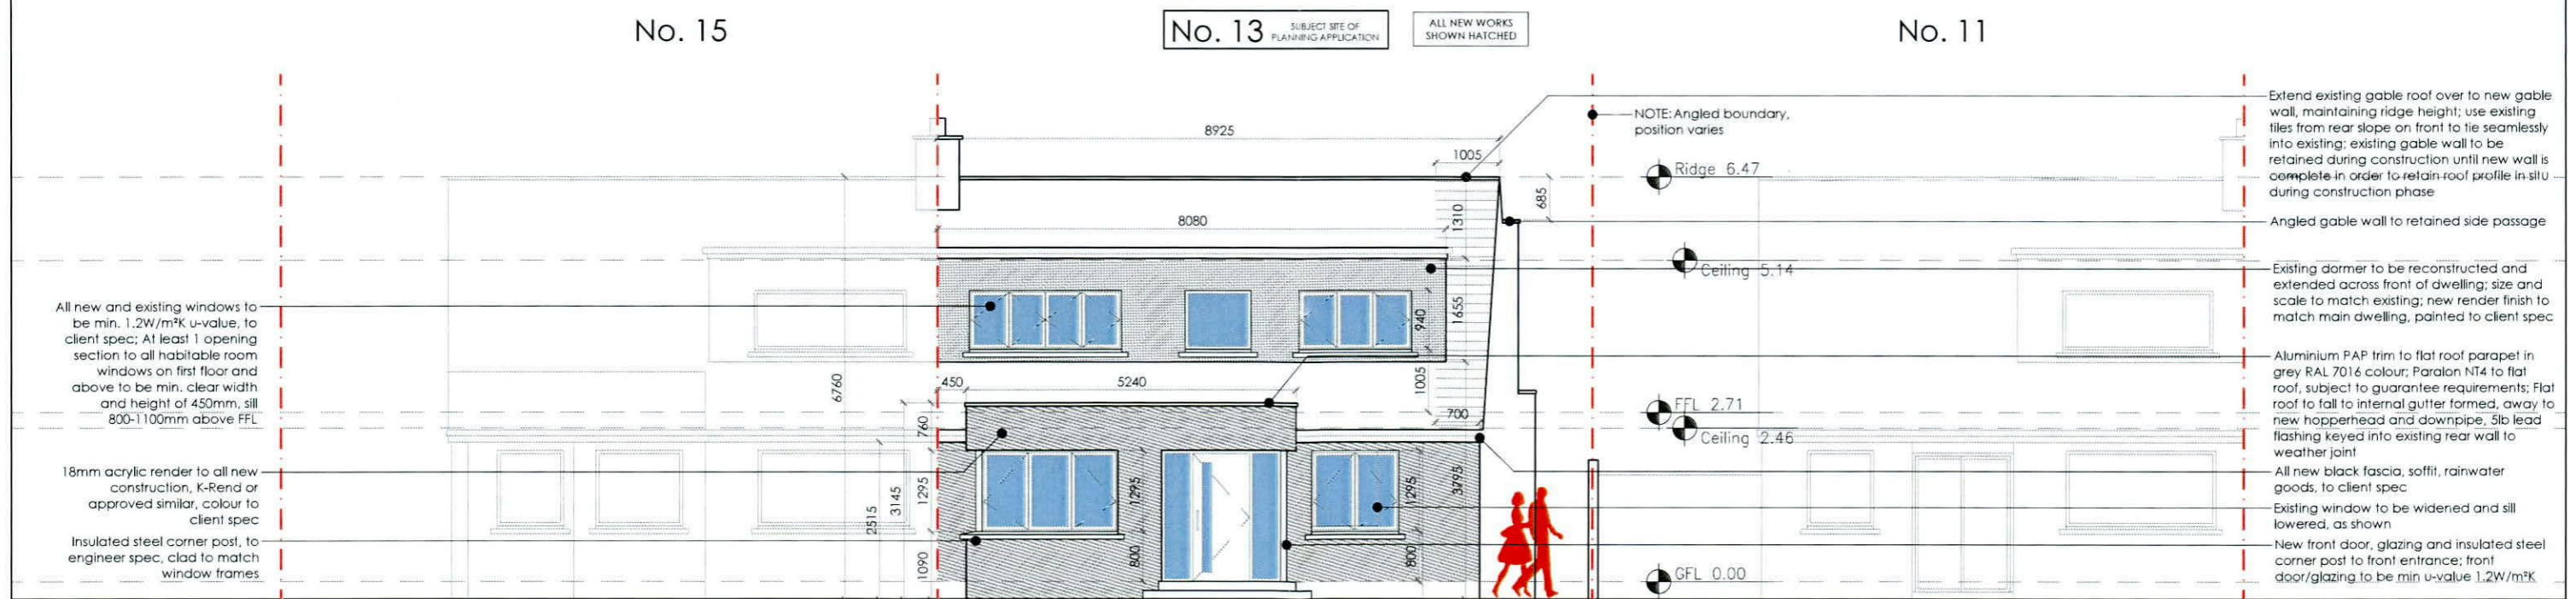 No. 15
No. 13
SUBJECT SITE OF
PLANNING APPLICATION
ALL NEW WORKS
SHOWN HATCHED
No. 11
All new and existing windows to
be min. 1.2W/m²K u-value, to
client spec; At least 1 opening
section to all habitable room
windows on first floor and
above to be min. clear width
and height of 450mm, sill
800-1100mm above FFL
18mm acrylic render to all new
construction, K-Rend or
approved similar, colour to
client spec
Insulated steel corner post, to
engineer spec, clad to match
window frames
8925
1005
685
1310
8080
940
1655
1005
700
450
5240
6760
760
3145
2515
1295
1090
1295
800
1295
800
3795
NOTE: Angled boundary,
position varies
Ridge 6.47
Ceiling 5.14
FFL 2.71
Ceiling 2.46
GFL 0.00
Extend existing gable roof over to new gable
wall, maintaining ridge height; use existing
tiles from rear slope on front to tie seamlessly
into existing; existing gable wall to be
retained during construction until new wall is
complete in order to retain roof profile in situ
during construction phase
Angled gable wall to retained side passage
Existing dormer to be reconstructed and
extended across front of dwelling; size and
scale to match existing; new render finish to
match main dwelling, painted to client spec
Aluminium PAP trim to flat roof parapet in
grey RAL 7016 colour; Paralon NT4 to flat
roof, subject to guarantee requirements; Flat
roof to fall to internal gutter formed, away to
new hopperhead and downpipe, 5lb lead
flashing keyed into existing rear wall to
weather joint
All new black fascia, soffit, rainwater
goods, to client spec
Existing window to be widened and sill
lowered, as shown
New front door, glazing and insulated steel
corner post to front entrance; front
door/glazing to be min u-value 1.2W/m²K